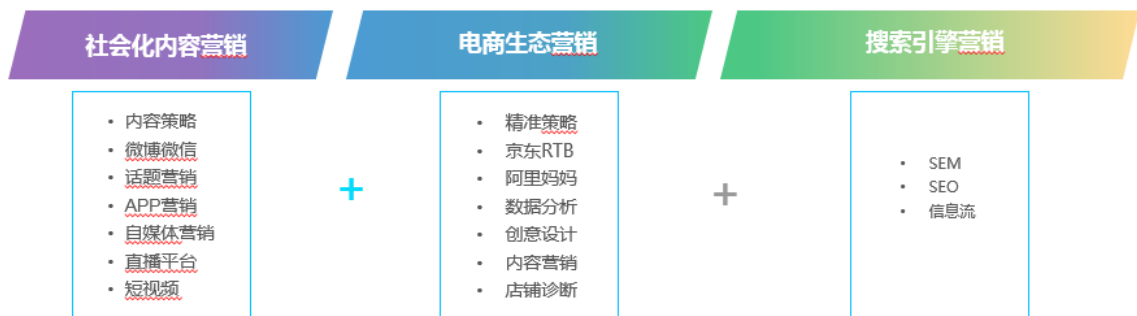 社会化内容营销
电商生态营销
搜索引擎营销
• 内容策略
• 微博微信
• 话题营销
• APP营销
• 自媒体营销
• 直播平台
• 短视频
+
• 精准策略
• 京东RTB
• 阿里妈妈
• 数据分析
• 创意设计
• 内容营销
• 店铺诊断
+
• SEM
• SEO
• 信息流